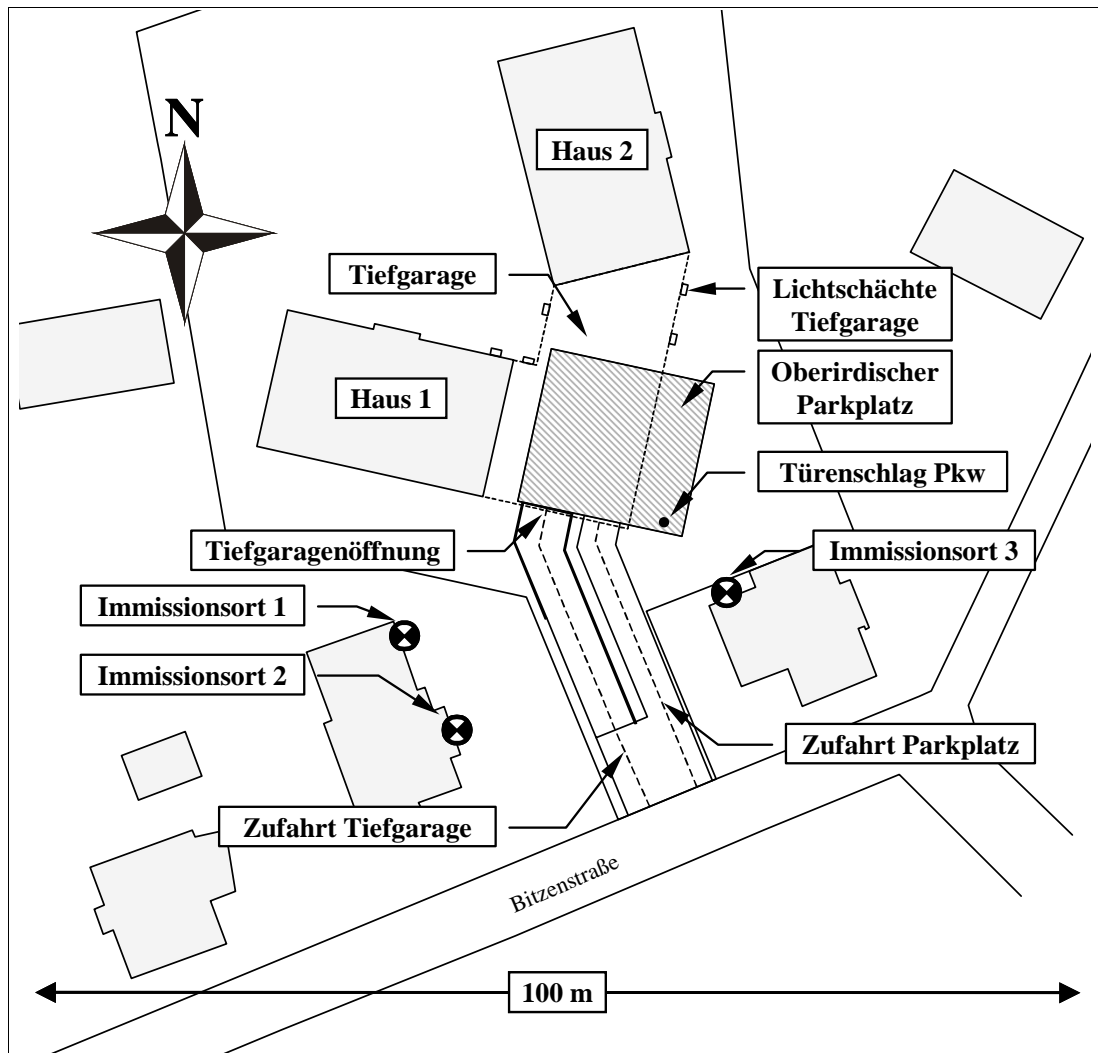 N
Haus 2
Tiefgarage
Lichtschächte
Tiefgarage
Haus 1
Oberirdischer
Parkplatz
Türenschlag Pkw
Tiefgaragenöffnung
Immissionsort 3
Immissionsort 1
Immissionsort 2
Zufahrt Parkplatz
Zufahrt Tiefgarage
Bitzenstraße
100 m